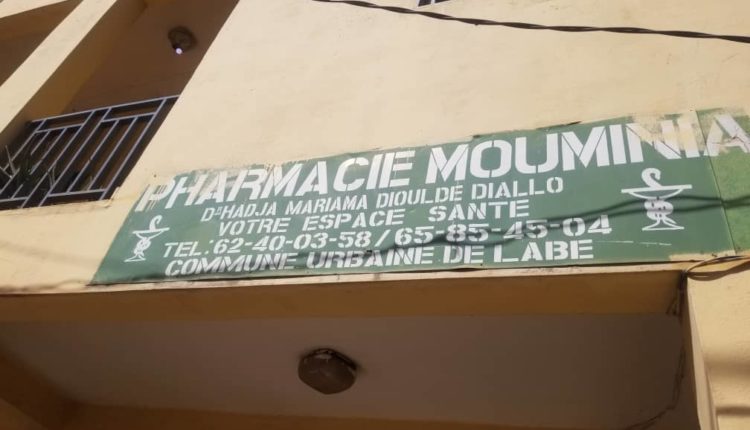 PHARMACIE MOUMINIA
Dr HADJA MARIAMA DIOULDE DIALLO
VOTRE ESPACE SANTE
TEL.:62-40-03-58/65-85-45-04
COMMUNE URBAINE DE LABE